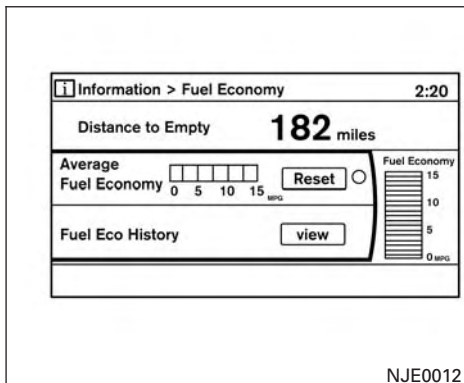 i Information > Fuel Economy 2:20
Distance to Empty 182 miles
Average
Fuel Economy
0 5 10 15 MPG
Reset
Fuel Economy
15
10
5
0 MPG
Fuel Eco History view
NJE0012